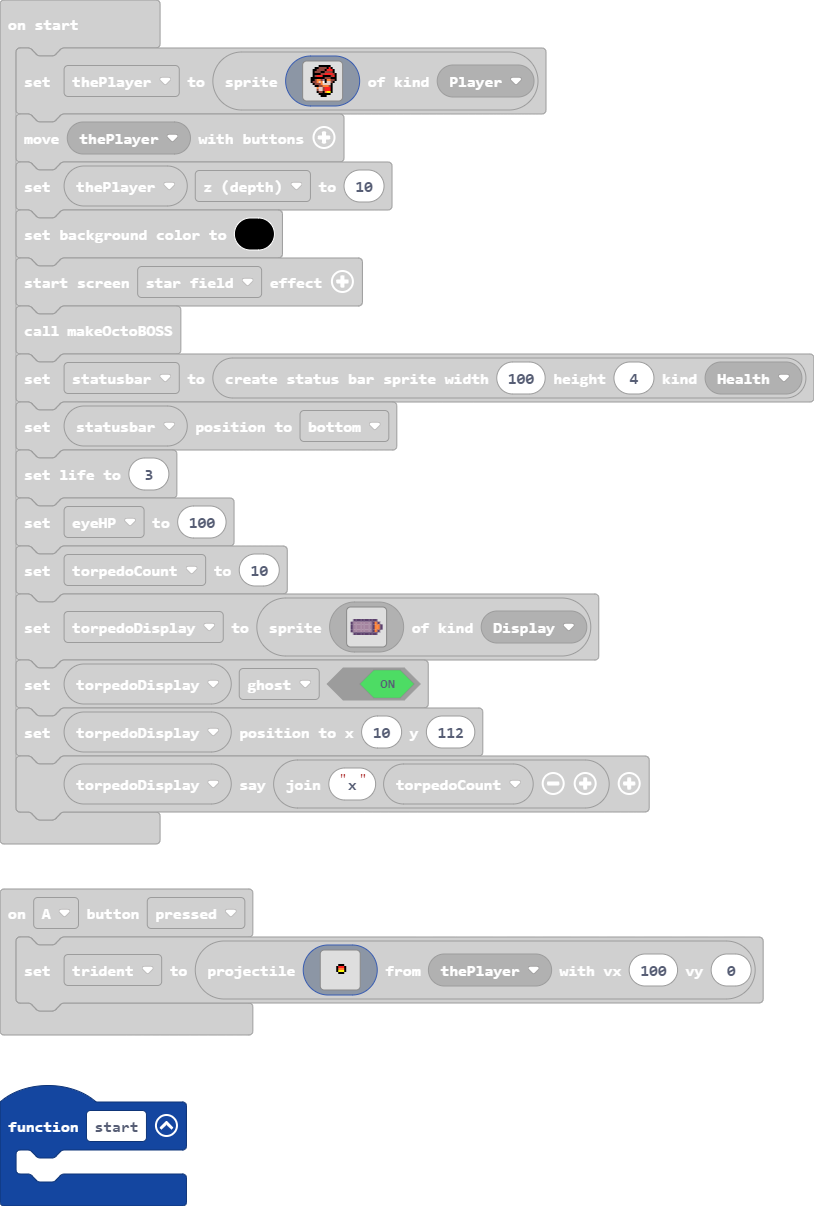 on start
set thePlayer to sprite of kind Player
move thePlayer with buttons
set thePlayer z (depth) to 10
set background color to
start screen star field effect
call makeOctoBOSS
set statusbar to create status bar sprite width 100 height 4 kind Health
set statusbar position to bottom
set life to 3
set eyeHP to 100
set torpedoCount to 10
set torpedoDisplay to sprite of kind Display
set torpedoDisplay ghost ON
set torpedoDisplay position to x 10 y 112
torpedoDisplay say join "x" torpedoCount
on A button pressed
set trident to projectile from thePlayer with vx 100 vy 0
function start